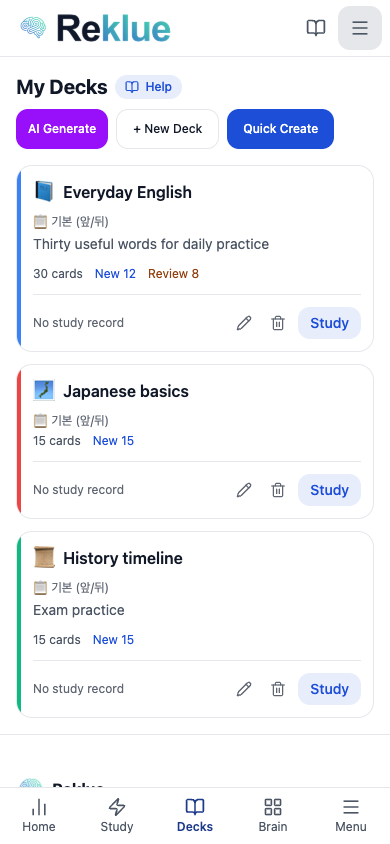 Reklue
My Decks
Help
AI Generate
+ New Deck
Quick Create
Everyday English
기본 (앞/뒤)
Thirty useful words for daily practice
30 cards New 12 Review 8
No study record
Study
Japanese basics
기본 (앞/뒤)
15 cards New 15
No study record
Study
History timeline
기본 (앞/뒤)
Exam practice
15 cards New 15
No study record
Study
Reklue
Home
Study
Decks
Brain
Menu